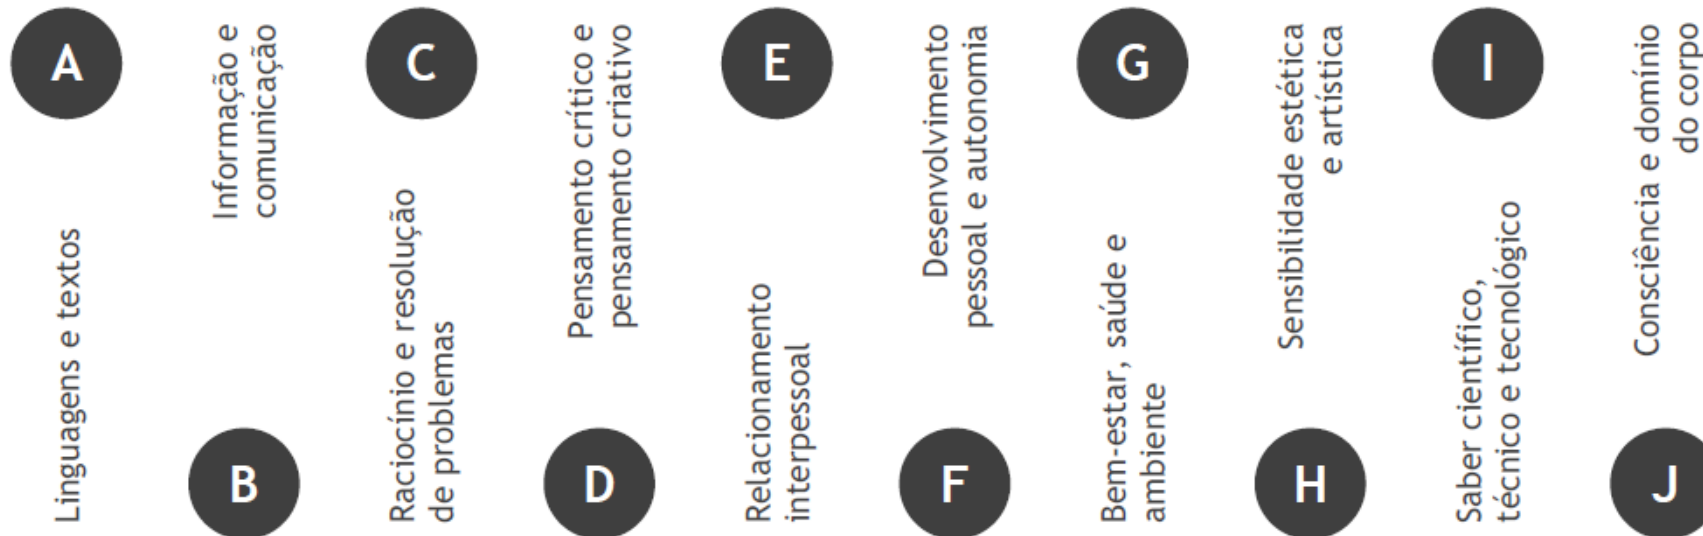 A
Linguagens e textos
Informação e
comunicação
B
C
Raciocínio e resolução
de problemas
Pensamento crítico e
pensamento criativo
D
E
Relacionamento
interpessoal
Desenvolvimento
pessoal e autonomia
F
G
Bem-estar, saúde e
ambiente
Sensibilidade estética
e artística
H
I
Saber científico,
técnico e tecnológico
Consciência e domínio
do corpo
J